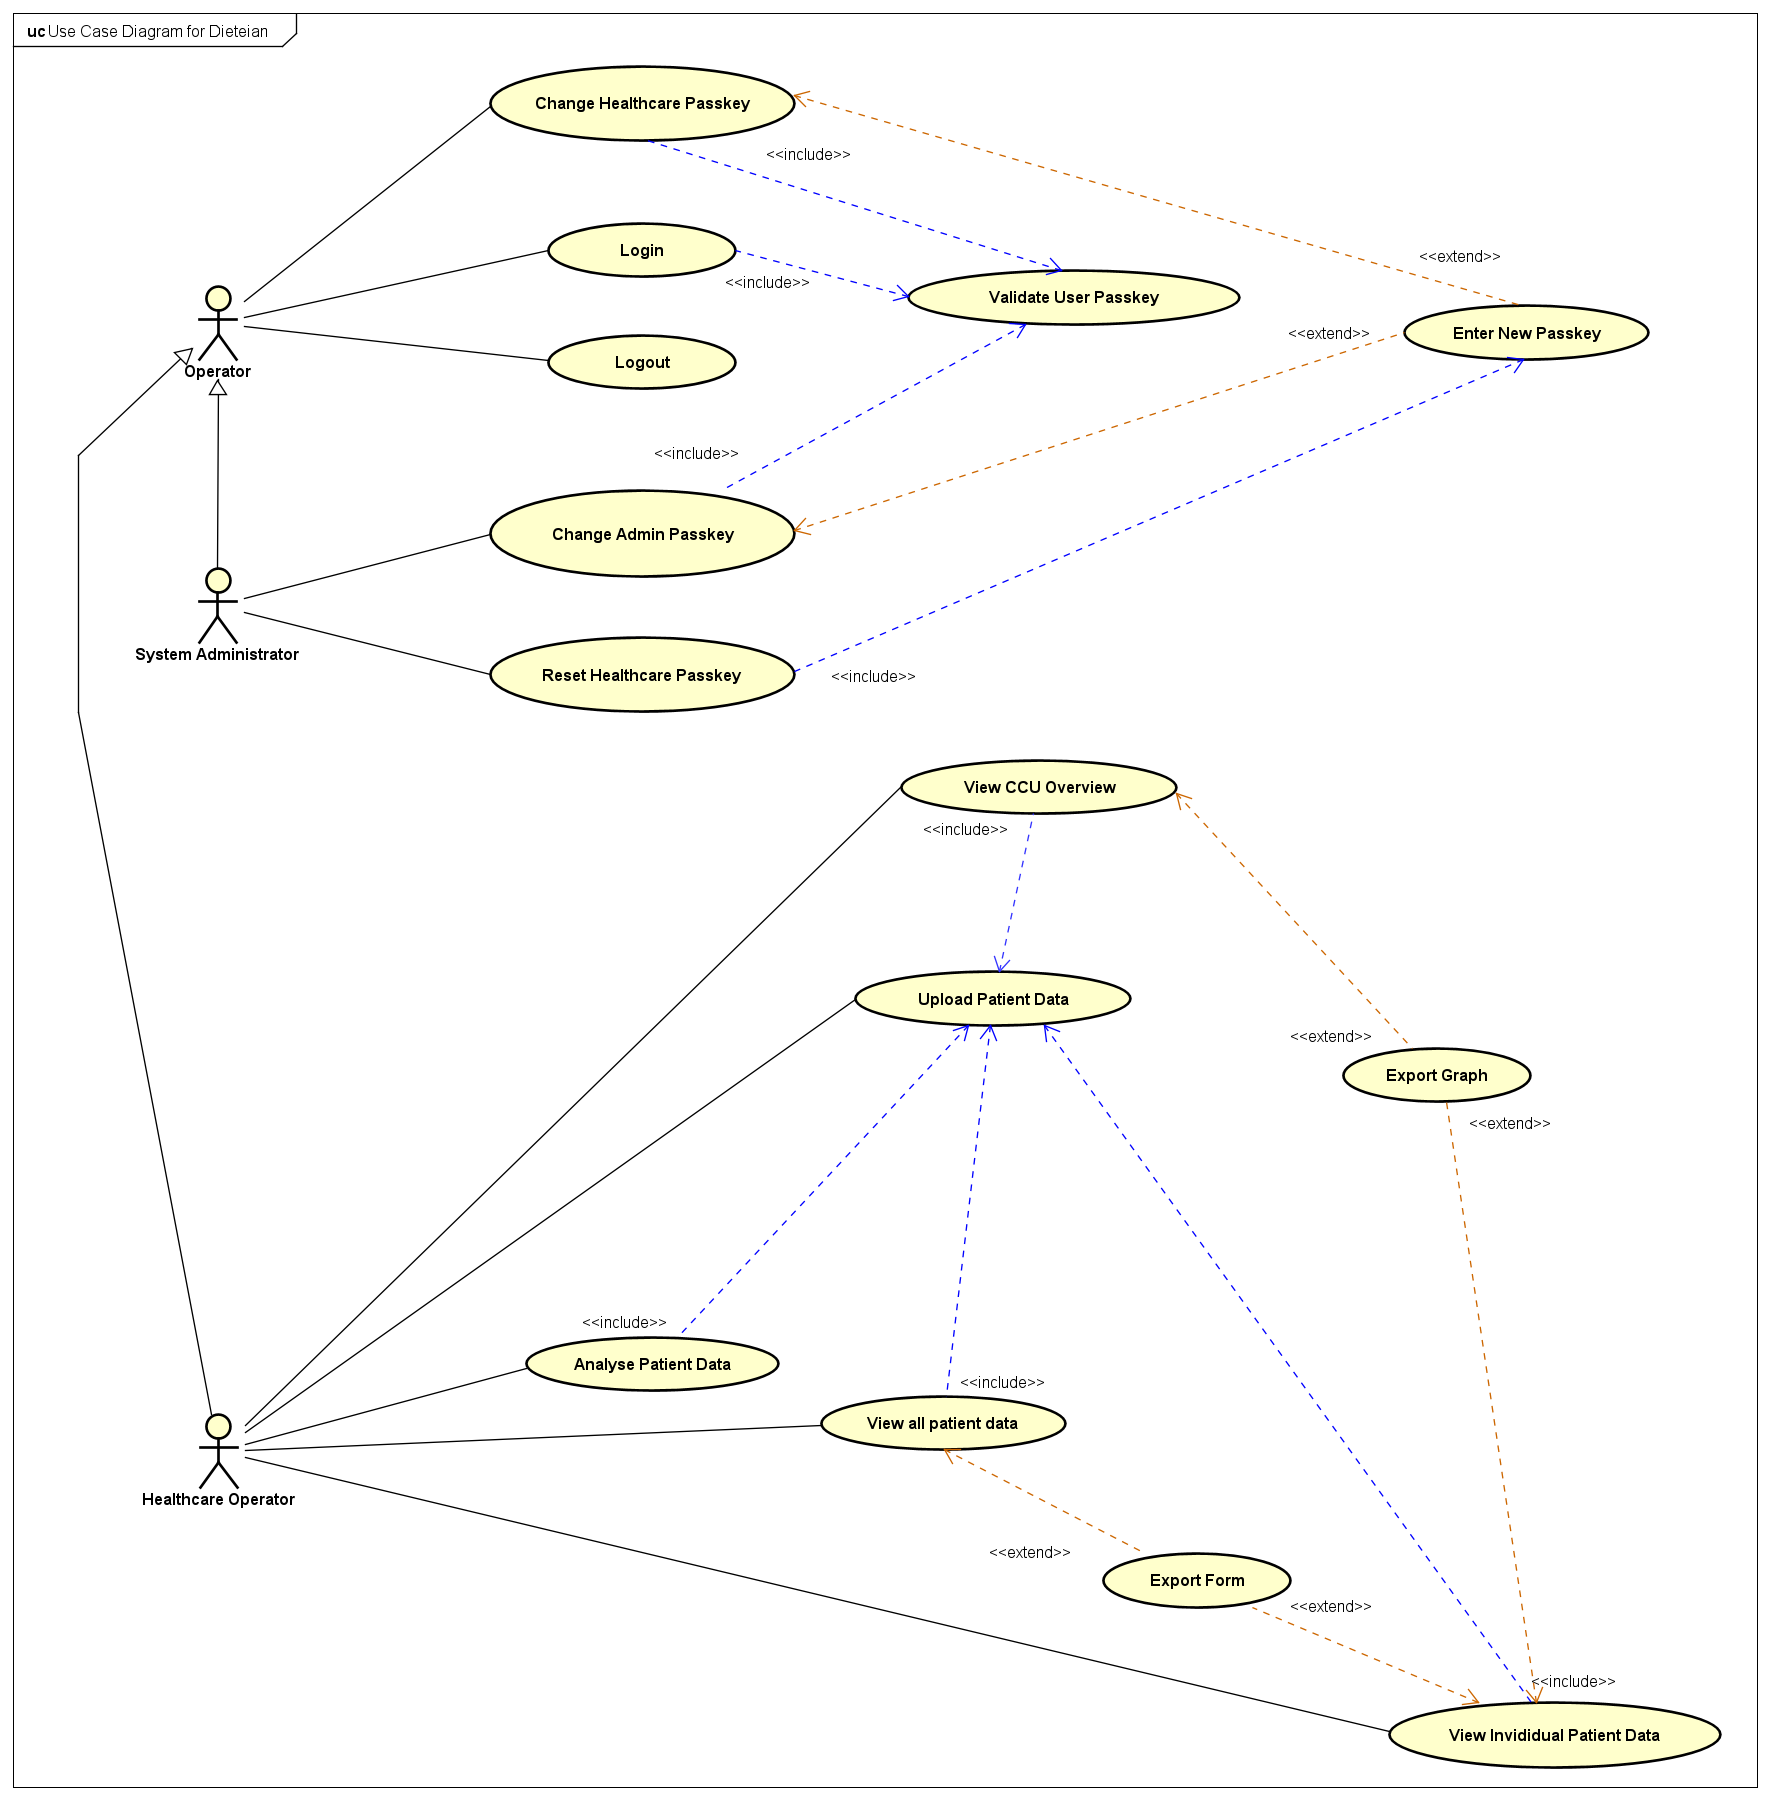 uc Use Case Diagram for Dieteian
Change Healthcare Passkey
<<include>>
Login
<<extend>>
<<include>>
Validate User Passkey
<<extend>>
Enter New Passkey
Logout
Operator
<<include>>
Change Admin Passkey
System Administrator
Reset Healthcare Passkey
<<include>>
View CCU Overview
<<include>>
Upload Patient Data
<<extend>>
Export Graph
<<extend>>
<<include>>
Analyse Patient Data
<<include>>
View all patient data
Healthcare Operator
<<extend>>
Export Form
<<extend>>
<<include>>
View Invididual Patient Data